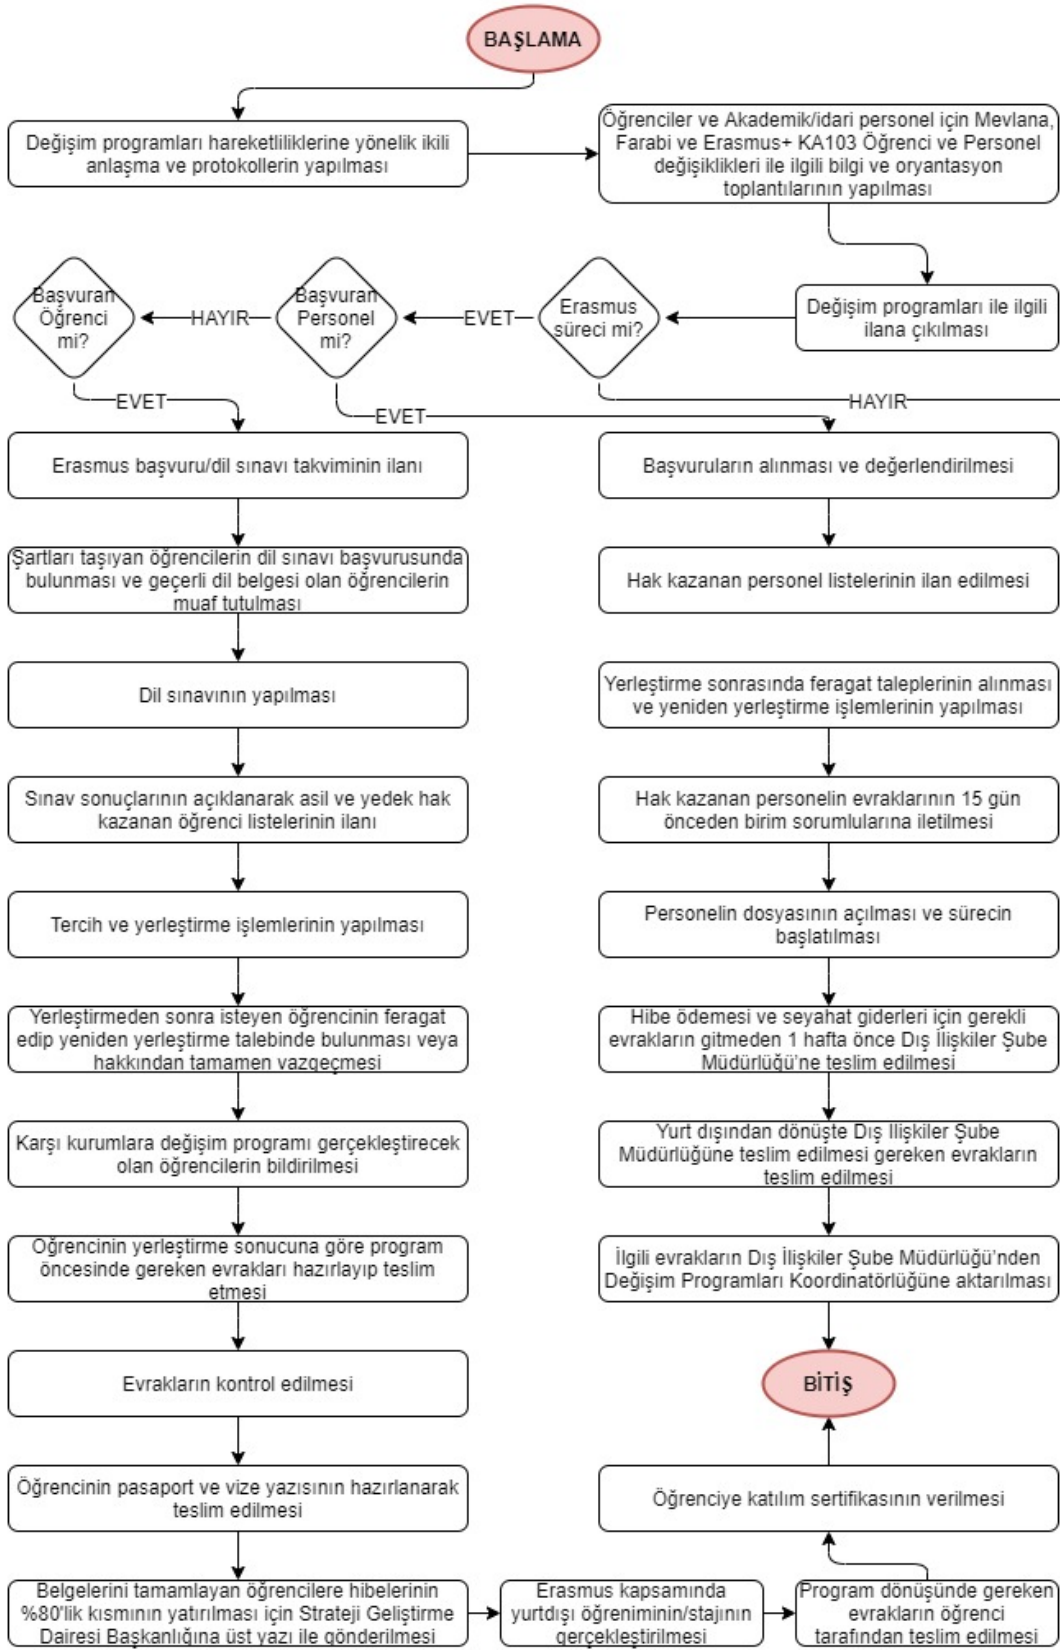 BAŞLAMA
Değişim programları hareketliliklerine yönelik ikili
anlaşma ve protokollerin yapılması
Öğrenciler ve Akademik/idari personel için Mevlana,
Farabi ve Erasmus+ KA103 Öğrenci ve Personel
değişiklikleri ile ilgili bilgi ve oryantasyon
toplantılarının yapılması
Değişim programları ile ilgili
ilana çıkılması
Erasmus
süreci mi?
EVET
HAYIR
Başvuran
Personel
mi?
HAYIR
EVET
Başvuran
Öğrenci
mi?
EVET
Erasmus başvuru/dil sınavı takviminin ilanı
Şartları taşıyan öğrencilerin dil sınavı başvurusunda
bulunması ve geçerli dil belgesi olan öğrencilerin
muaf tutulması
Dil sınavının yapılması
Sınav sonuçlarının açıklanarak asil ve yedek hak
kazanan öğrenci listelerinin ilanı
Tercih ve yerleştirme işlemlerinin yapılması
Yerleştirmeden sonra isteyen öğrencinin feragat
edip yeniden yerleştirme talebinde bulunması veya
hakkından tamamen vazgeçmesi
Karşı kurumlara değişim programı gerçekleştirecek
olan öğrencilerin bildirilmesi
Öğrencinin yerleştirme sonucuna göre program
öncesinde gereken evrakları hazırlayıp teslim
etmesi
Evrakların kontrol edilmesi
Öğrencinin pasaport ve vize yazısının hazırlanarak
teslim edilmesi
Belgelerini tamamlayan öğrencilere hibelerinin
%80'lik kısmının yatırılması için Strateji Geliştirme
Dairesi Başkanlığına üst yazı ile gönderilmesi
Erasmus kapsamında
yurtdışı öğreniminin/stajının
gerçekleştirilmesi
Program dönüşünde gereken
evrakların öğrenci
tarafından teslim edilmesi
Öğrenciye katılım sertifikasının verilmesi
Başvuruların alınması ve değerlendirilmesi
Hak kazanan personel listelerinin ilan edilmesi
Yerleştirme sonrasında feragat taleplerinin alınması
ve yeniden yerleştirme işlemlerinin yapılması
Hak kazanan personelin evraklarının 15 gün
önceden birim sorumlularına iletilmesi
Personelin dosyasının açılması ve sürecin
başlatılması
Hibe ödemesi ve seyahat giderleri için gerekli
evrakların gitmeden 1 hafta önce Dış İlişkiler Şube
Müdürlüğü'ne teslim edilmesi
Yurt dışından dönüşte Dış İlişkiler Şube
Müdürlüğüne teslim edilmesi gereken evrakların
teslim edilmesi
İlgili evrakların Dış İlişkiler Şube Müdürlüğü'nden
Değişim Programları Koordinatörlüğüne aktarılması
BİTİŞ